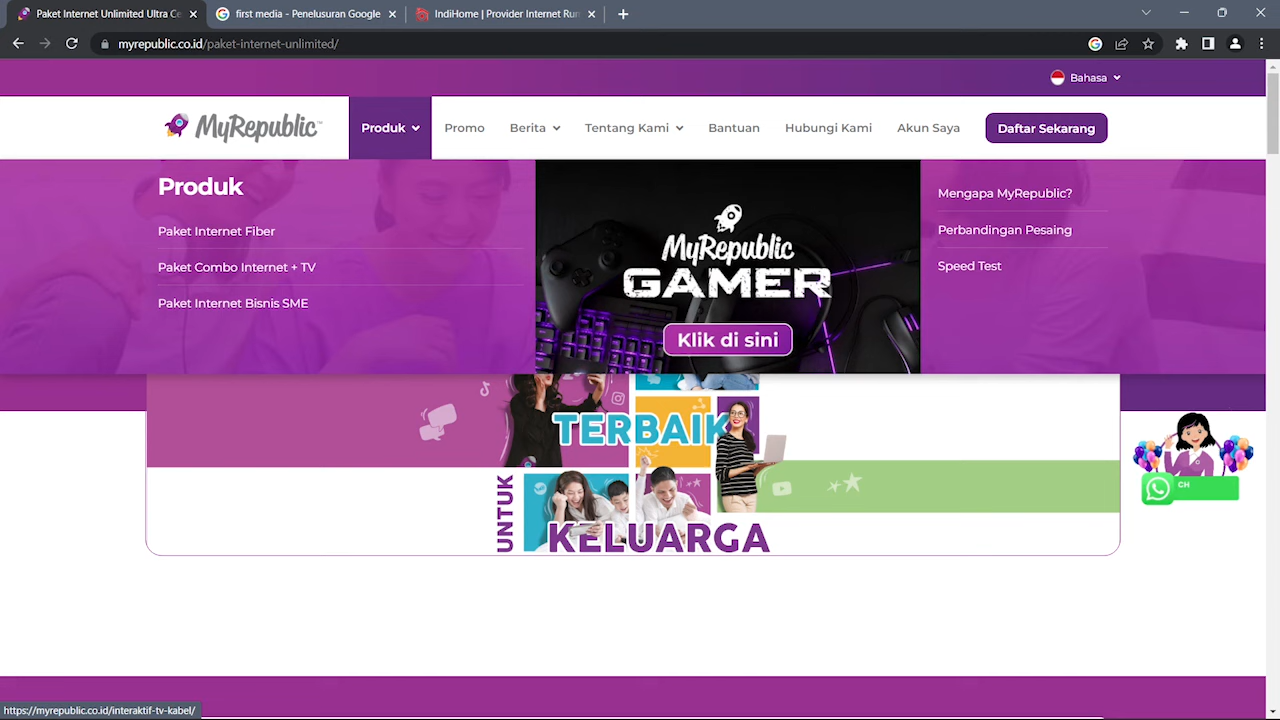 Paket Internet Unlimited Ultra Ce
first media - Penelusuran Google
IndiHome | Provider Internet Rum
myrepublic.co.id/paket-internet-unlimited/
Bahasa
MyRepublic™
Produk
Promo
Berita
Tentang Kami
Bantuan
Hubungi Kami
Akun Saya
Daftar Sekarang
Produk
Paket Internet Fiber
Paket Combo Internet + TV
Paket Internet Bisnis SME
MyRepublic
GAMER
Klik di sini
Mengapa MyRepublic?
Perbandingan Pesaing
Speed Test
TERBAIK
UNTUK
KELUARGA
CH
https://myrepublic.co.id/interaktif-tv-kabel/